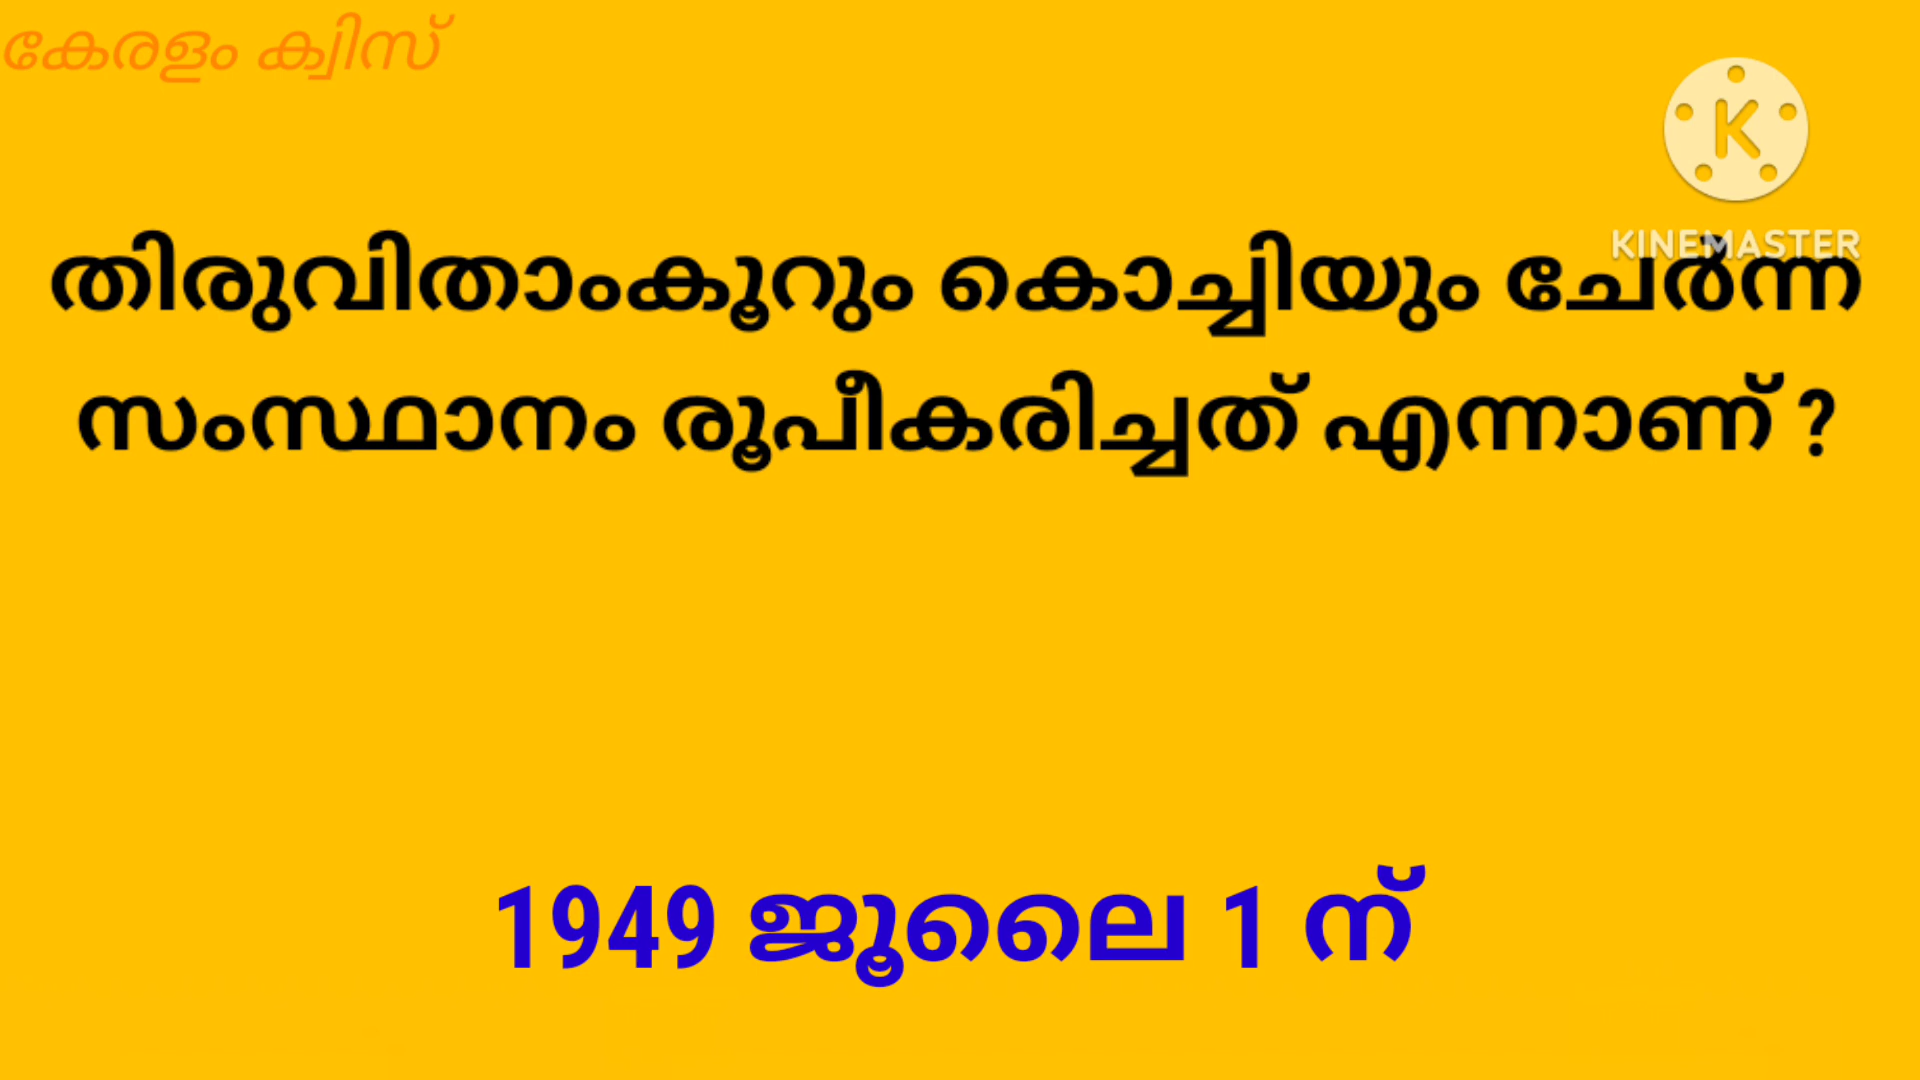 കേരളം ക്വിസ്
KINEMASTER
തിരുവിതാംകൂറും കൊച്ചിയും ചേർന്ന
സംസ്ഥാനം രൂപീകരിച്ചത് എന്നാണ് ?
1949 ജൂലൈ 1 ന്